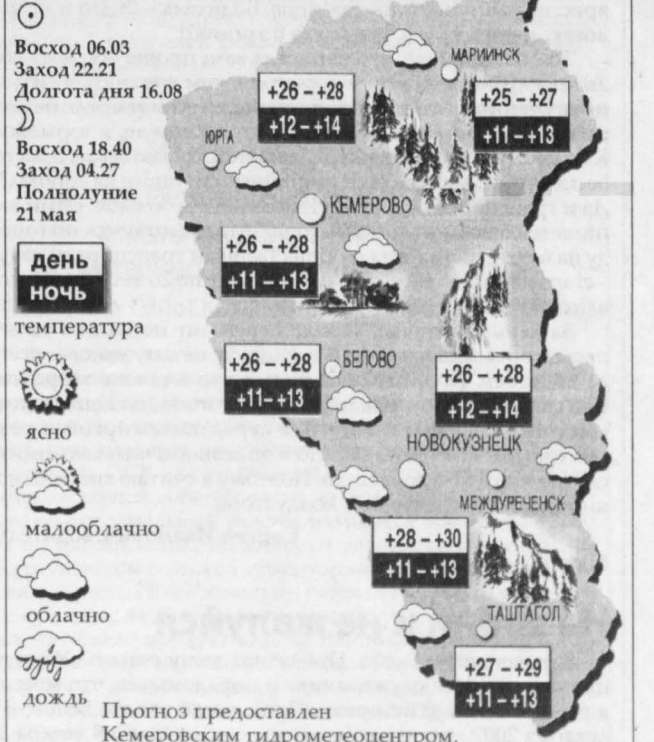 Восход 06.03
Заход 22.21
Долгота дня 16.08
Восход 18.40
Заход 04.27
Полнолуние
21 мая
день
ночь
температура
ясно
малооблачно
облачно
дождь
МАРИИНСК
+26 – +28
+12 – +14
+25 – +27
+11 – +13
ЮРГА
КЕМЕРОВО
+26 – +28
+11 – +13
БЕЛОВО
+26 – +28
+11– +13
+26 – +28
+12 – +14
НОВОКУЗНЕЦК
МЕЖДУРЕЧЕНСК
+28 – +30
+11 – +13
ТАШТАГОЛ
+27 – +29
+11 – +13
Прогноз предоставлен
Кемеровским гидрометеоцентром.